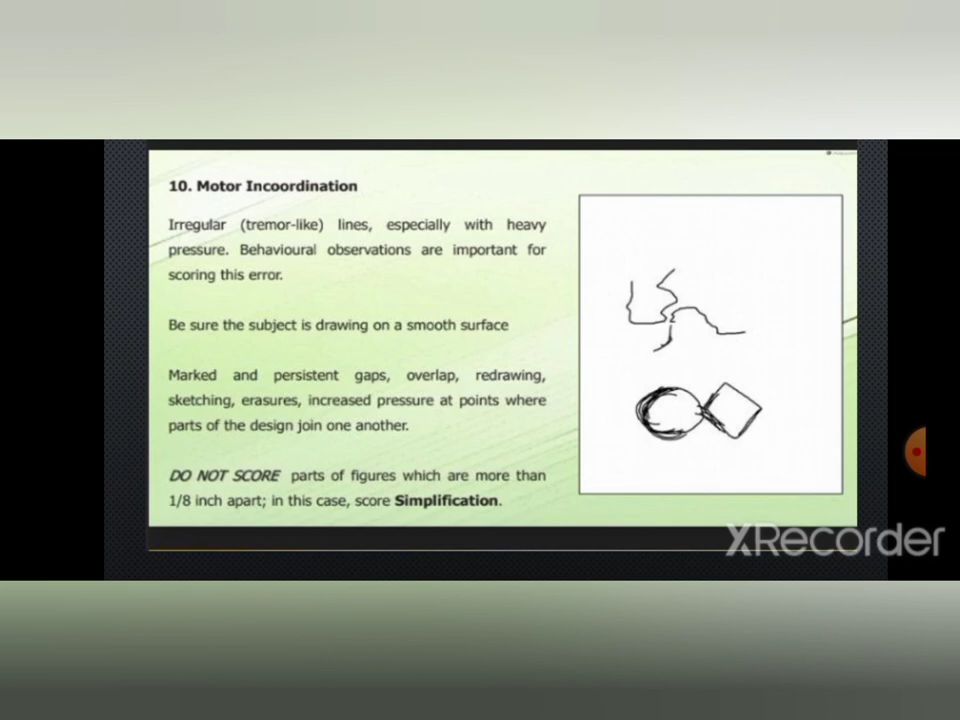 10. Motor Incoordination
Irregular (tremor-like) lines, especially with heavy
pressure. Behavioural observations are important for
scoring this error.
Be sure the subject is drawing on a smooth surface
Marked and persistent gaps, overlap, redrawing,
sketching, erasures, increased pressure at points where
parts of the design join one another.
DO NOT SCORE parts of figures which are more than
1/8 inch apart; in this case, score Simplification.
XRecorder